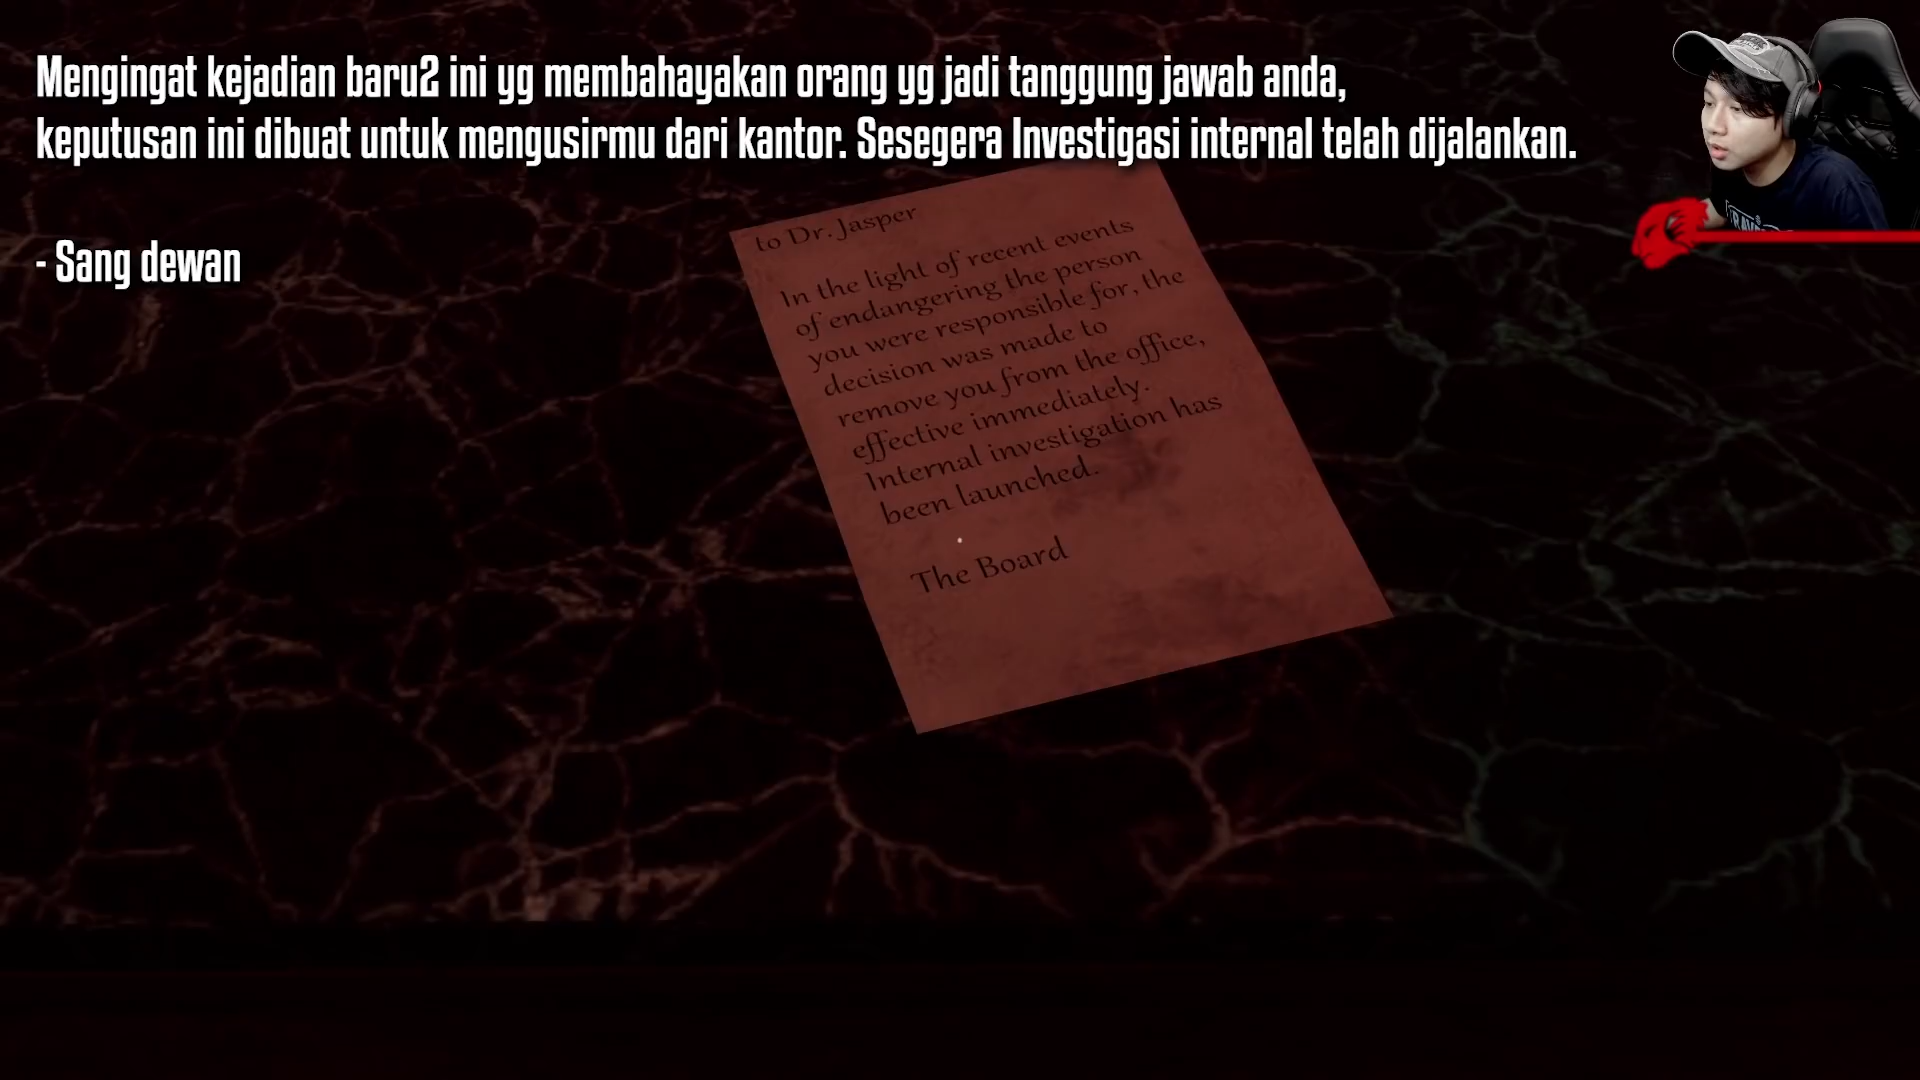 Mengingat kejadian baru2 ini yg membahayakan orang yg jadi tanggung jawab anda,
keputusan ini dibuat untuk mengusirmu dari kantor. Sesegera Investigasi internal telah dijalankan.
- Sang dewan
to Dr. Jasper
In the light of recent events
of endangering the person
you were responsible for, the
decision was made to
remove you from the office,
effective immediately.
Internal investigation has
been launched.
The Board